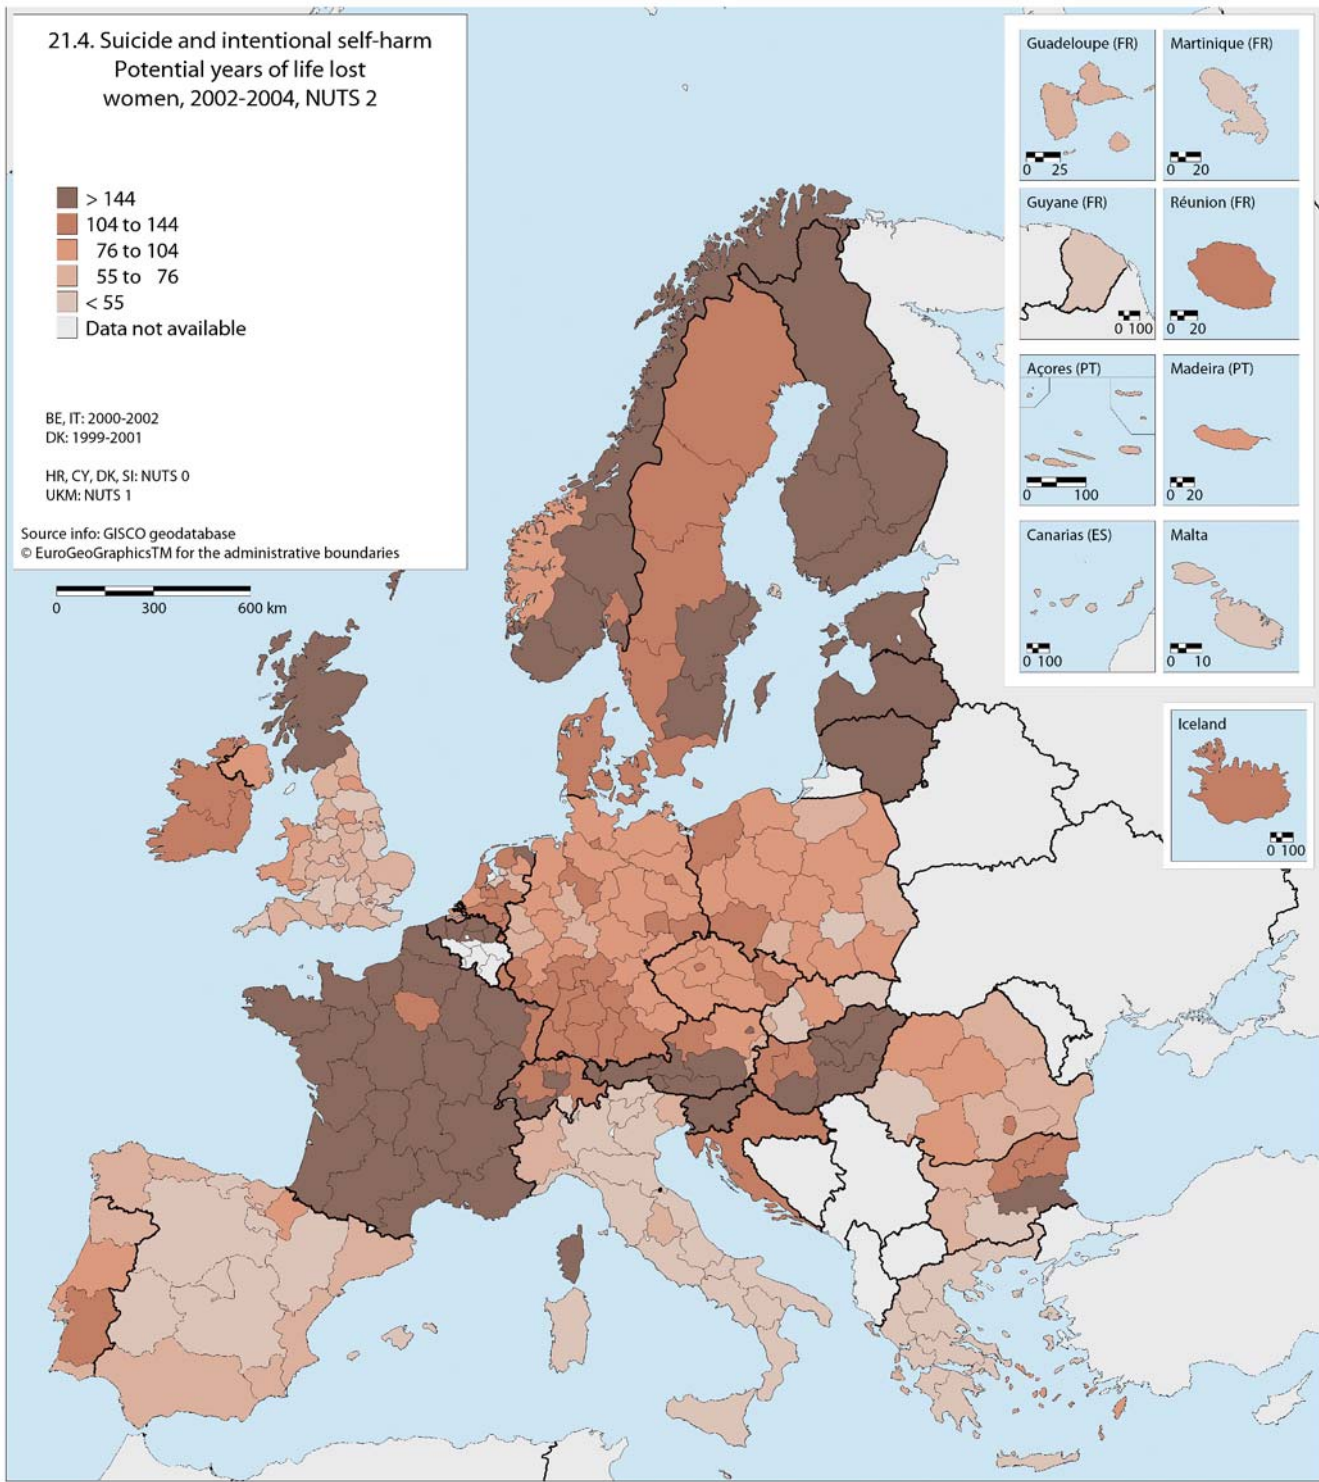 21.4. Suicide and intentional self-harm
Potential years of life lost
women, 2002-2004, NUTS 2
> 144
104 to 144
76 to 104
55 to 76
< 55
Data not available
BE, IT: 2000-2002
DK: 1999-2001
HR, CY, DK, SI: NUTS 0
UKM: NUTS 1
Source info: GISCO geodatabase
© EuroGeoGraphicsTM for the administrative boundaries
0 300 600 km
Guadeloupe (FR)
0 25
Martinique (FR)
0 20
Guyane (FR)
0 100
Réunion (FR)
0 20
Açores (PT)
0 100
Madeira (PT)
0 20
Canarias (ES)
0 100
Malta
0 10
Iceland
0 100